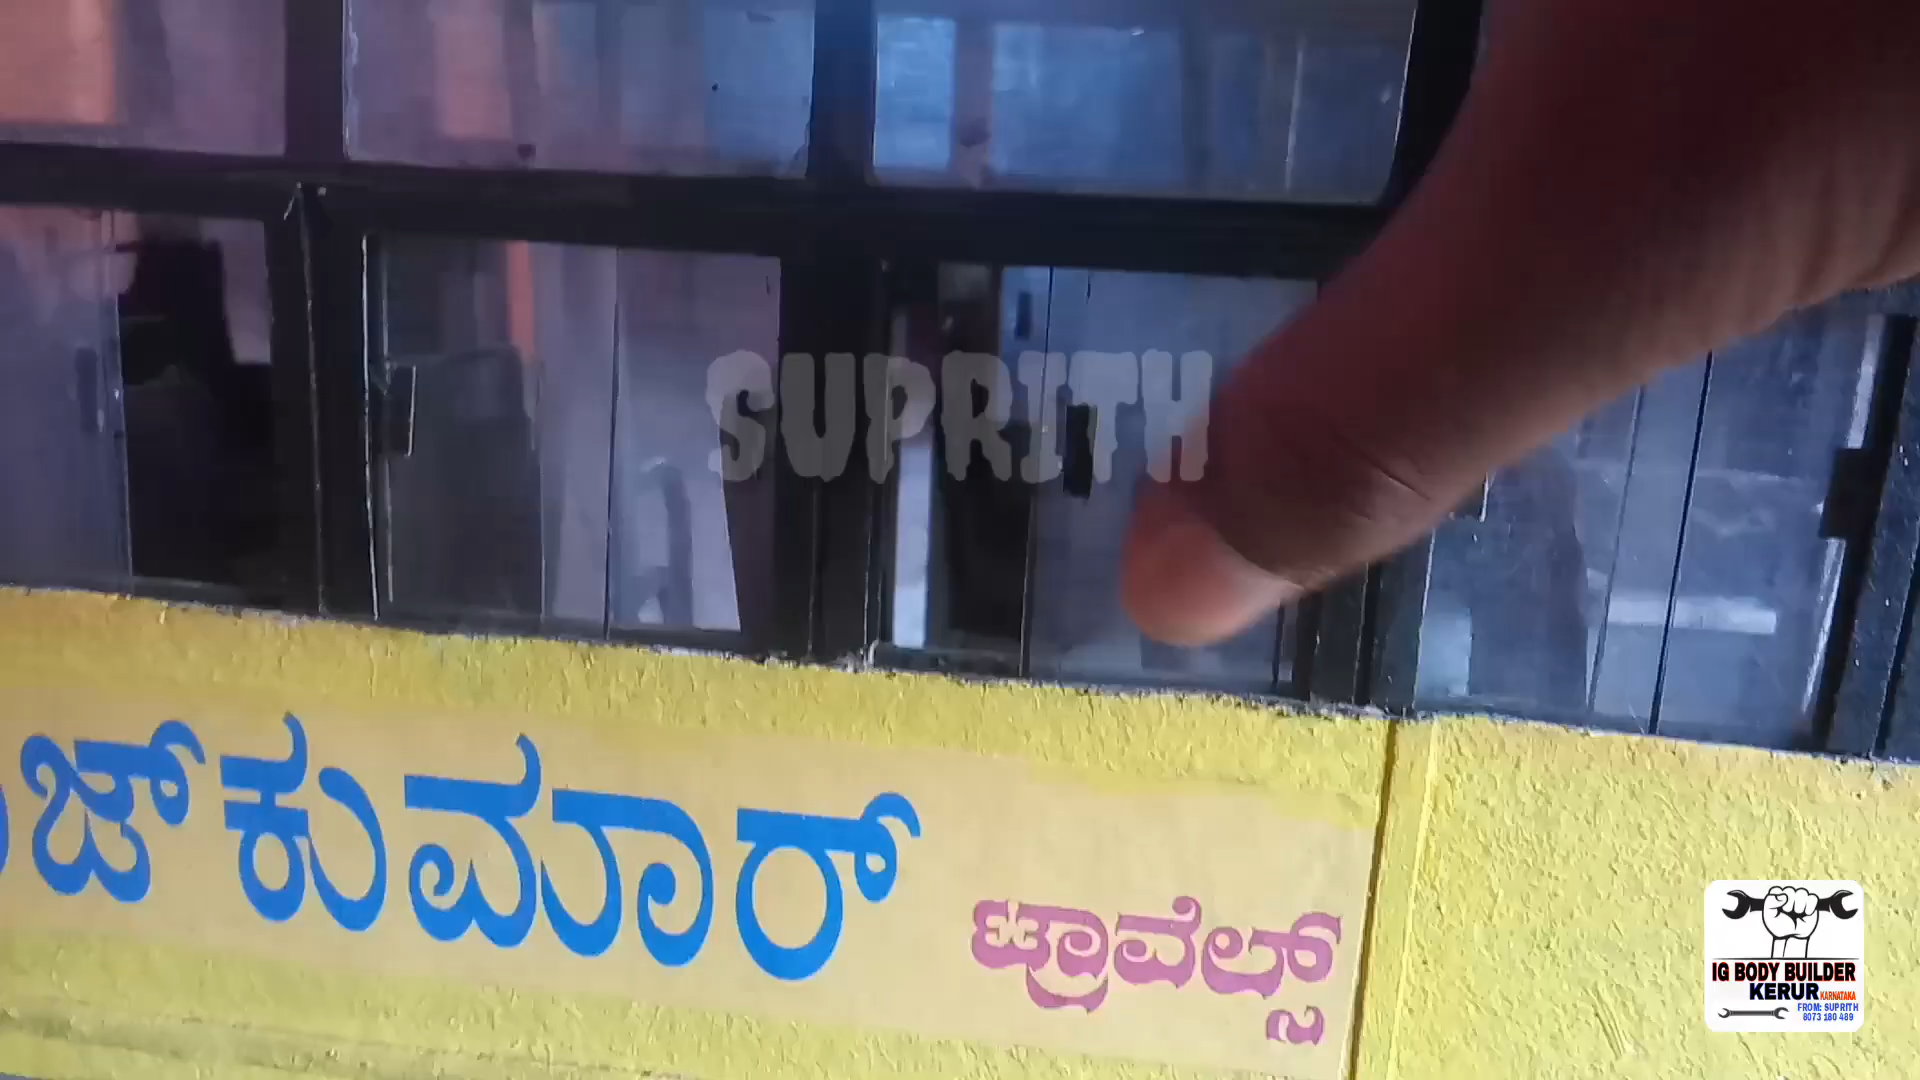 SUPRITH
ಜ್‌ಕುಮಾರ್
ಟ್ರಾವೆಲ್ಸ್
IG BODY BUILDER
KERUR KARNATAKA
FROM: SUPRITH
8073 180 489